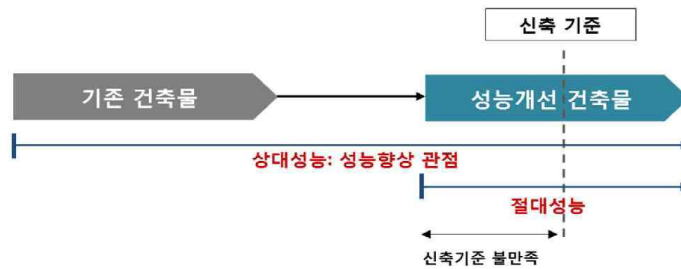 신축 기준
기존 건축물
성능개선 건축물
상대성능: 성능향상 관점
절대성능
신축기준 불만족